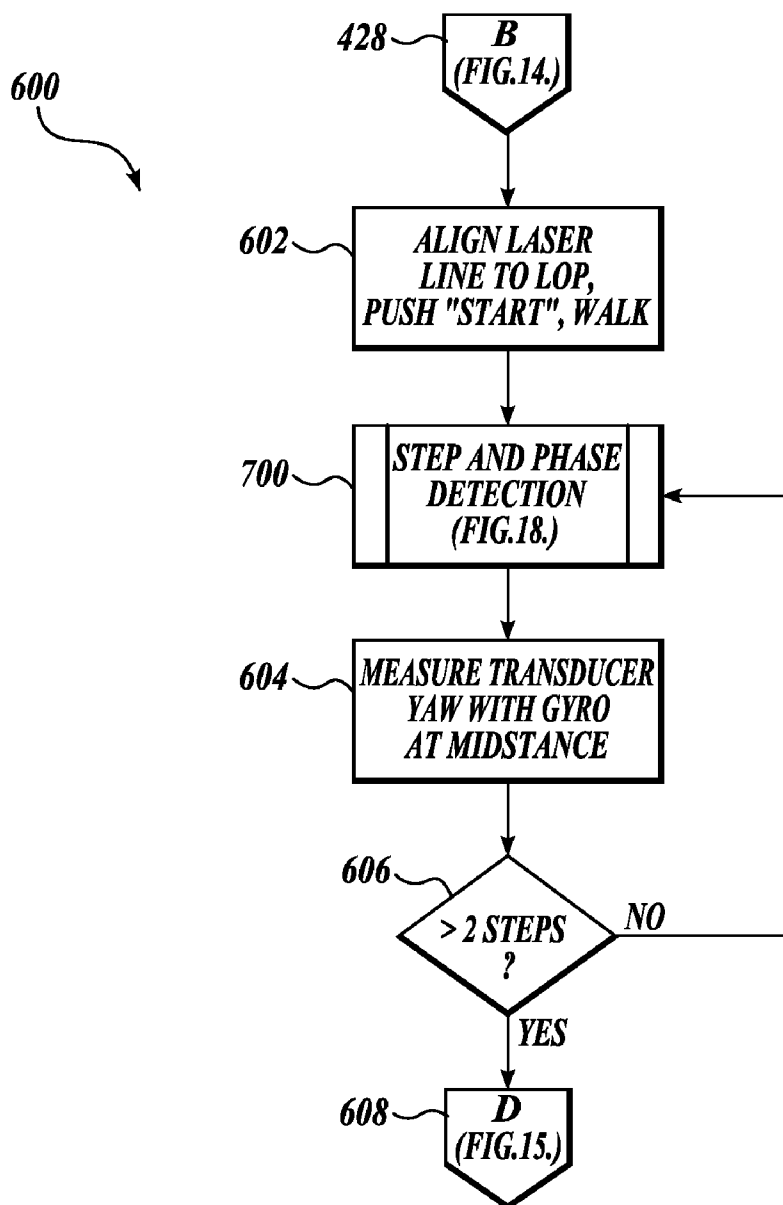 428
B
(FIG.14.)
600
602
ALIGN LASER
LINE TO LOP,
PUSH "START", WALK
700
STEP AND PHASE
DETECTION
(FIG.18.)
604
MEASURE TRANSDUCER
YAW WITH GYRO
AT MIDSTANCE
606
> 2 STEPS
?
NO
YES
608
D
(FIG.15.)